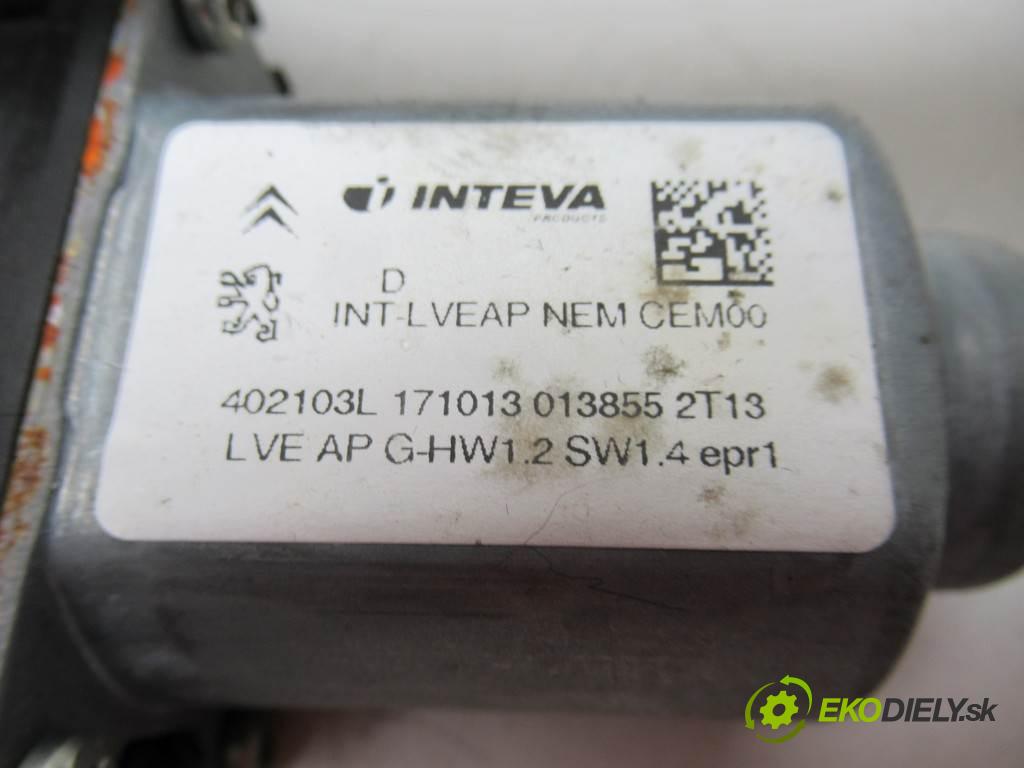 INTEVA
PRODUCTS
D
INT-LVEAP NEM CEM00
402103L 171013 013855 2T13
LVE AP G-HW1.2 SW1.4 epr1
EKODIELY.sk